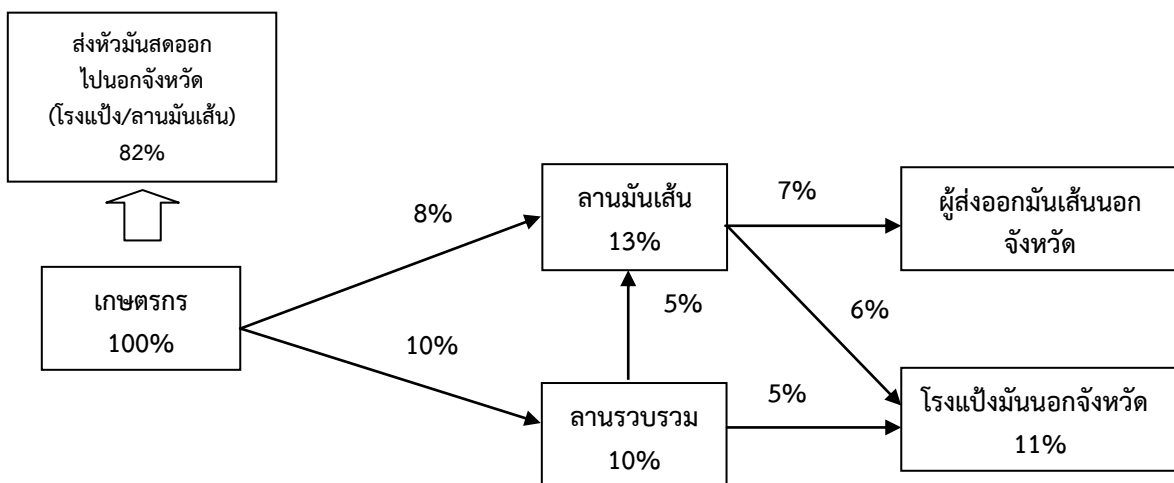 ส่งหัวมันสดออก
ไปนอกจังหวัด
(โรงแป้ง/ลานมันเส้น)
82%
เกษตรกร
100%
8%
10%
ลานมันเส้น
13%
5%
ลานรวบรวม
10%
7%
6%
5%
ผู้ส่งออกมันเส้นนอก
จังหวัด
โรงแป้งมันนอกจังหวัด
11%